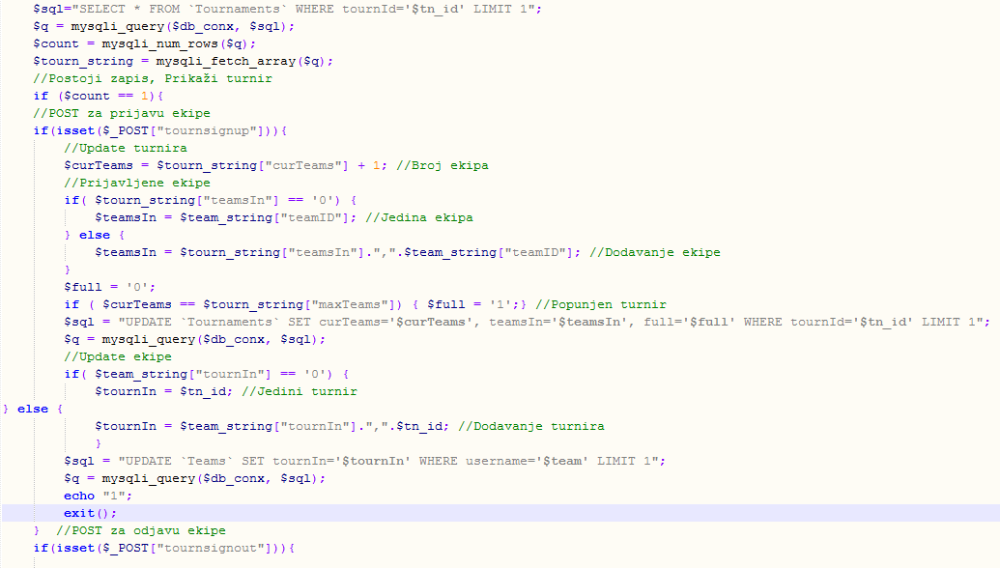 $sql="SELECT * FROM `Tournaments` WHERE tournId='$tn_id' LIMIT 1";
$q = mysqli_query($db_conx, $sql);
$count = mysqli_num_rows($q);
$tourn_string = mysqli_fetch_array($q);
//Postoji zapis, Prikaži turnir
if ($count == 1){
//POST za prijavu ekipe
if(isset($_POST["tournsignup"])){
//Update turnira
$curTeams = $tourn_string["curTeams"] + 1; //Broj ekipa
//Prijavljene ekipe
if( $tourn_string["teamsIn"] == '0') {
$teamsIn = $team_string["teamID"]; //Jedina ekipa
} else {
$teamsIn = $tourn_string["teamsIn"].",".$team_string["teamID"]; //Dodavanje ekipe
}
$full = '0';
if ( $curTeams == $tourn_string["maxTeams"]) { $full = '1';} //Popunjen turnir
$sql = "UPDATE `Tournaments` SET curTeams='$curTeams', teamsIn='$teamsIn', full='$full' WHERE tournId='$tn_id' LIMIT 1";
$q = mysqli_query($db_conx, $sql);
//Update ekipe
if( $team_string["tournIn"] == '0') {
$tournIn = $tn_id; //Jedini turnir
} else {
$tournIn = $team_string["tournIn"].",".$tn_id; //Dodavanje turnira
}
$sql = "UPDATE `Teams` SET tournIn='$tournIn' WHERE username='$team' LIMIT 1";
$q = mysqli_query($db_conx, $sql);
echo "1";
exit();
} //POST za odjavu ekipe
if(isset($_POST["tournsignout"])){